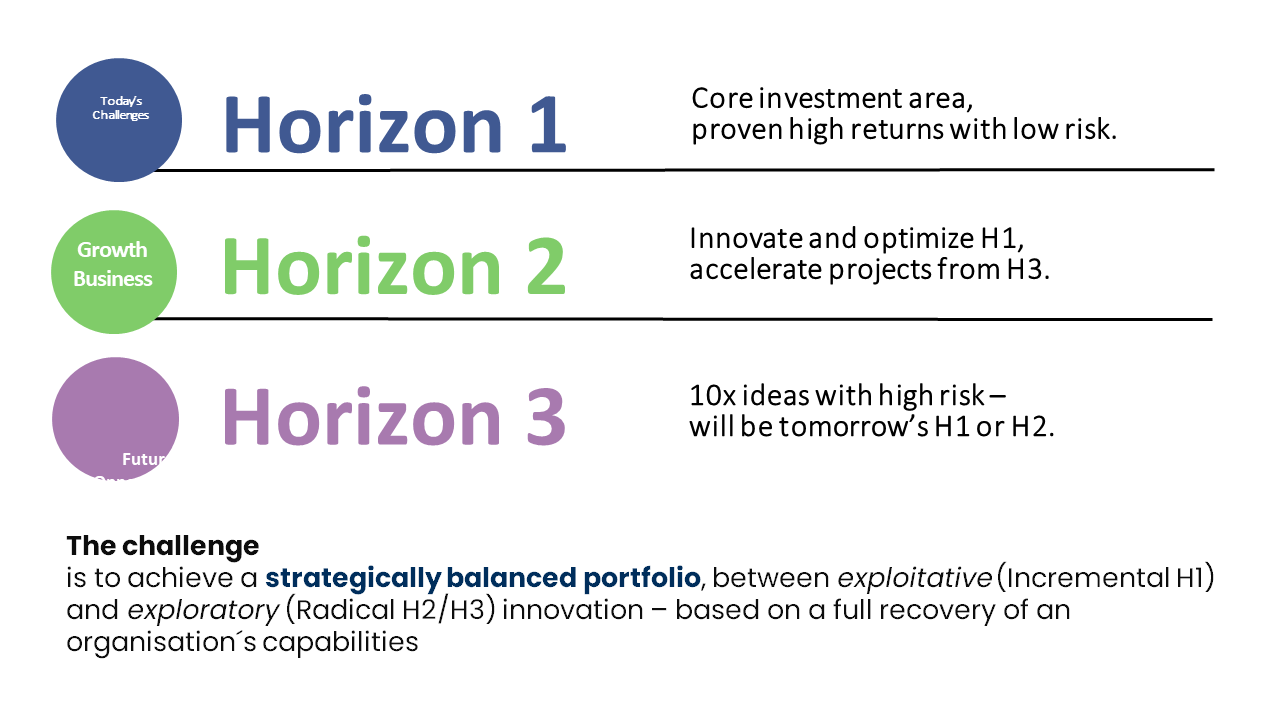 Today's
Challenges
Horizon 1
Core investment area,
proven high returns with low risk.
Growth
Business
Horizon 2
Innovate and optimize H1,
accelerate projects from H3.
Horizon 3
10x ideas with high risk –
will be tomorrow’s H1 or H2.
The challenge
is to achieve a strategically balanced portfolio, between exploitative (Incremental H1)
and exploratory (Radical H2/H3) innovation – based on a full recovery of an
organisation´s capabilities